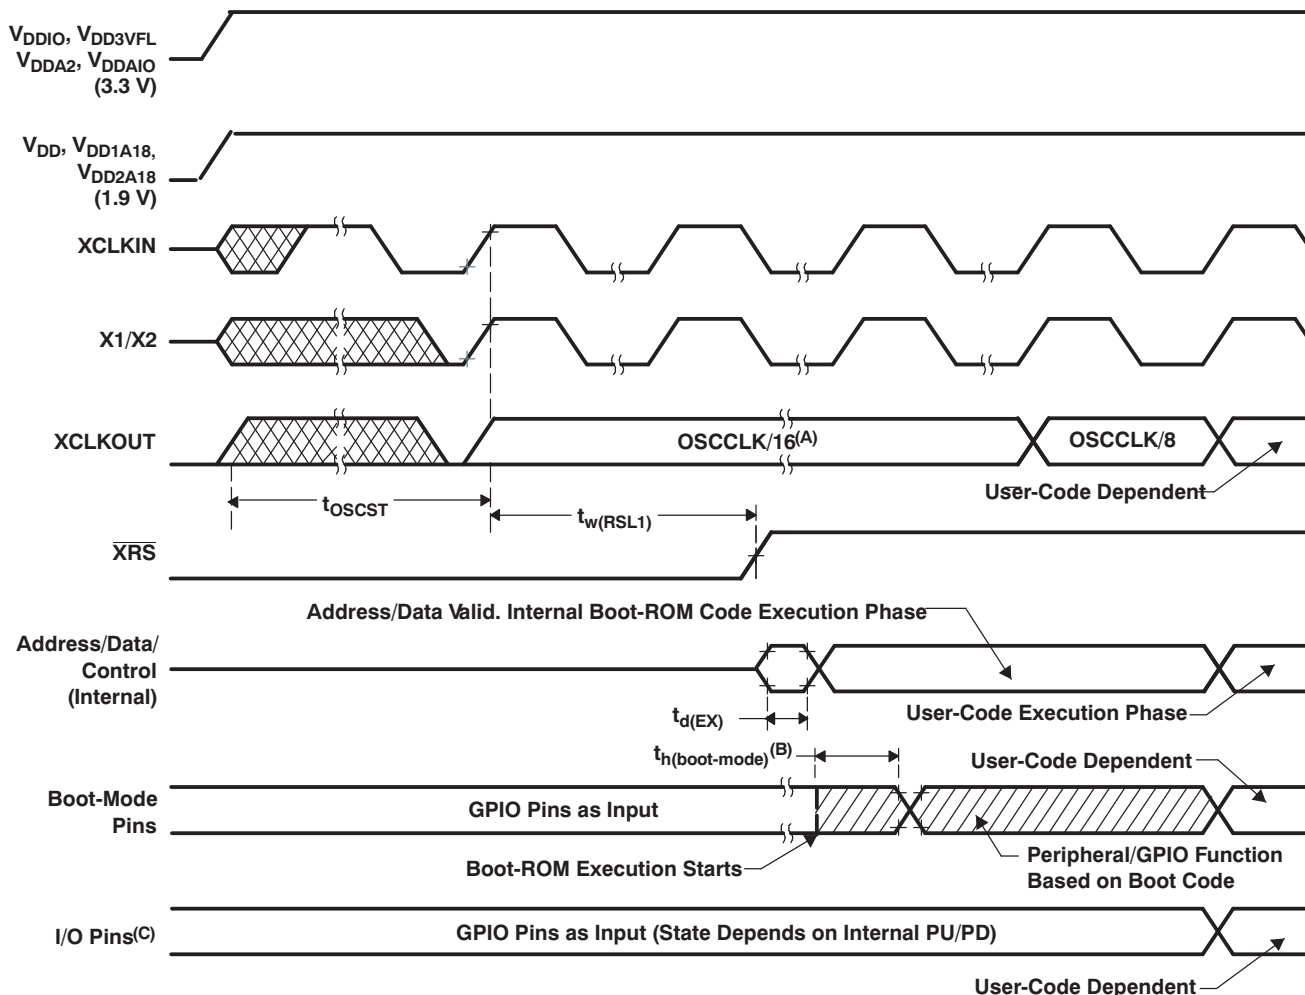 VDDIO, VDD3VFL
VDDA2, VDDAIO
(3.3 V)
VDD, VDD1A18,
VDD2A18
(1.9 V)
XCLKIN
X1/X2
XCLKOUT
OSCCLK/16(A)
OSCCLK/8
User-Code Dependent
tOSCST
tw(RSL1)
XRS
Address/Data Valid. Internal Boot-ROM Code Execution Phase
Address/Data/
Control
(Internal)
td(EX)
User-Code Execution Phase
th(boot-mode)(B)
User-Code Dependent
Boot-Mode
Pins
GPIO Pins as Input
Boot-ROM Execution Starts
Peripheral/GPIO Function
Based on Boot Code
I/O Pins(C)
GPIO Pins as Input (State Depends on Internal PU/PD)
User-Code Dependent